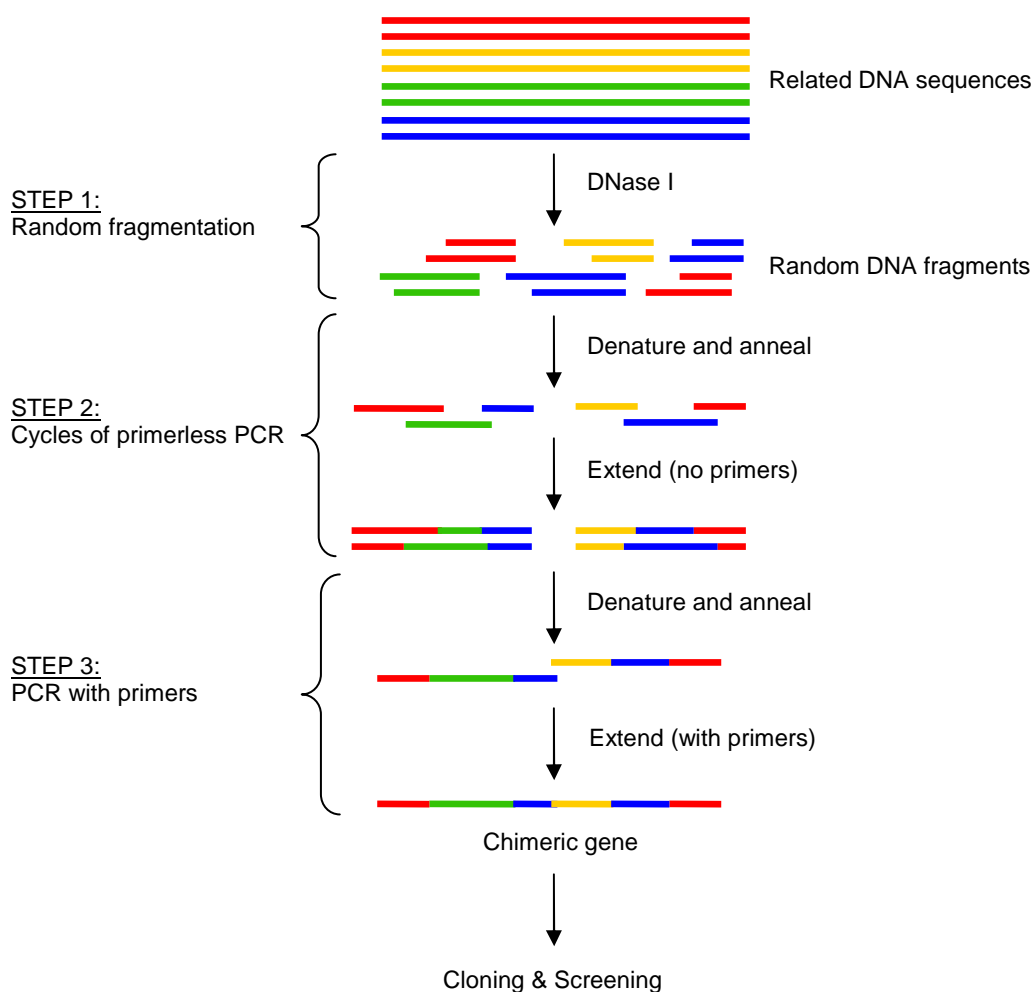 Related DNA sequences
STEP 1:
Random fragmentation
DNase I
Random DNA fragments
Denature and anneal
STEP 2:
Cycles of primerless PCR
Extend (no primers)
Denature and anneal
STEP 3:
PCR with primers
Extend (with primers)
Chimeric gene
Cloning & Screening